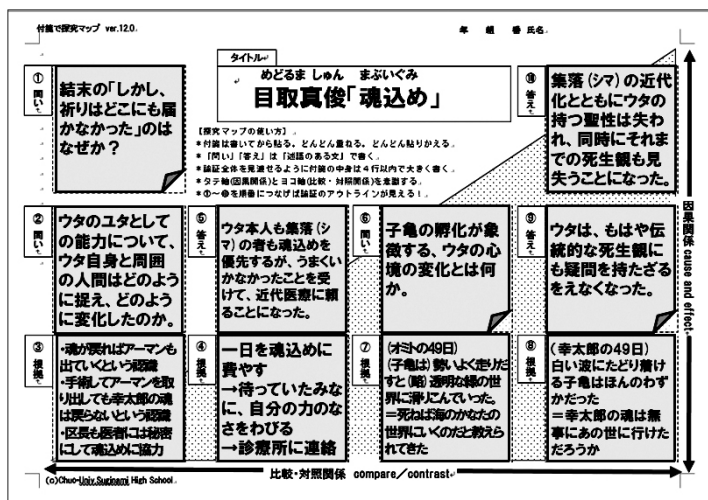 付箋で探究マップ ver.12.0.
年 組 番 氏名
タイトル
めどるま しゅん まぶいぐみ
目取真俊「魂込め」
【探究マップの使い方】
*付箋は書いてから貼る。どんどん重ねる。どんどん貼りかえる
*「問い」「答え」は「述語のある文」で書く。
*論証全体を見渡せるように付箋の中身は4行以内で大きく書く。
*タテ軸(因果関係)とヨコ軸(比較・対照関係)を意識する。
*①~⑩を順番につなげば論証のアウトラインが見える!
① 問い
結末の「しかし、
祈りはどこにも届
かなかった」のは
なぜか?
⑩ 答え
集落(シマ)の近代
化とともにウタの
持つ聖性は失わ
れ、同時にそれま
での死生観も見
失うことになった。
② 問い
ウタのユタとして
の能力について、
ウタ自身と周囲
の人間はどのよう
に捉え、どのよう
に変化したのか。
⑤ 答え
ウタ本人も集落(シ
マ)の者も魂込めを
優先するが、うまくい
かなかったことを受
けて、近代医療に頼
ることになった。
⑥ 問い
子亀の孵化が象
徴する、ウタの心
境の変化とは何
か。
⑨ 答え
ウタは、もはや伝
統的な死生観に
も疑問を持たざる
をえなくなった。
③ 根拠
・魂が戻ればアーマンも
出ていくという認識
・手術してアーマンを取
り出しても幸太郎の魂
は戻らないという認識
・区長も医者には秘密
にして魂込めに協力
④ 根拠
一日を魂込めに
費やす
→待っていたみな
に、自分の力のな
さをわびる
→診療所に連絡
⑦ 根拠
(オミトの49日)
(子亀は)勢いよく走りだ
すと(略)透明な緑の世
界に滑りこんでいった。
=死ねば海のかなたの
世界にいくのだと教えら
れてきた
⑧ 根拠
(幸太郎の49日)
白い波にたどり着け
る子亀はほんのわず
かだった
=幸太郎の魂は無
事にあの世に行けた
だろうか
因果関係 cause and effect
比較・対照関係 compare/contrast
(c)Chuo-Univ.Suginami High School